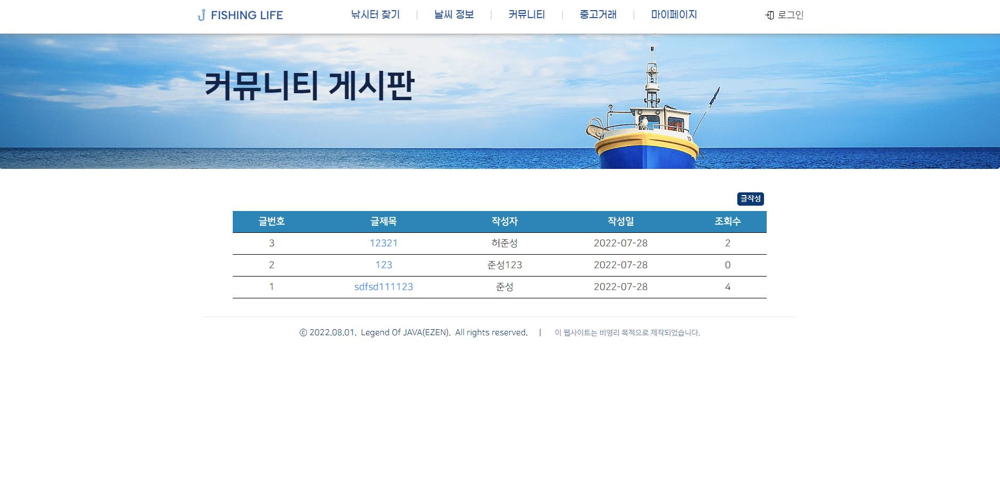 FISHING LIFE 낚시터 찾기 | 날씨 정보 | 커뮤니티 | 중고거래 | 마이페이지 로그인
커뮤니티 게시판
글작성
글번호 글제목 작성자 작성일 조회수
3 12321 허준성 2022-07-28 2
2 123 준성123 2022-07-28 0
1 sdfsd111123 준성 2022-07-28 4
ⓒ 2022.08.01. Legend Of JAVA(EZEN). All rights reserved. | 이 웹사이트는 비영리 목적으로 제작되었습니다.